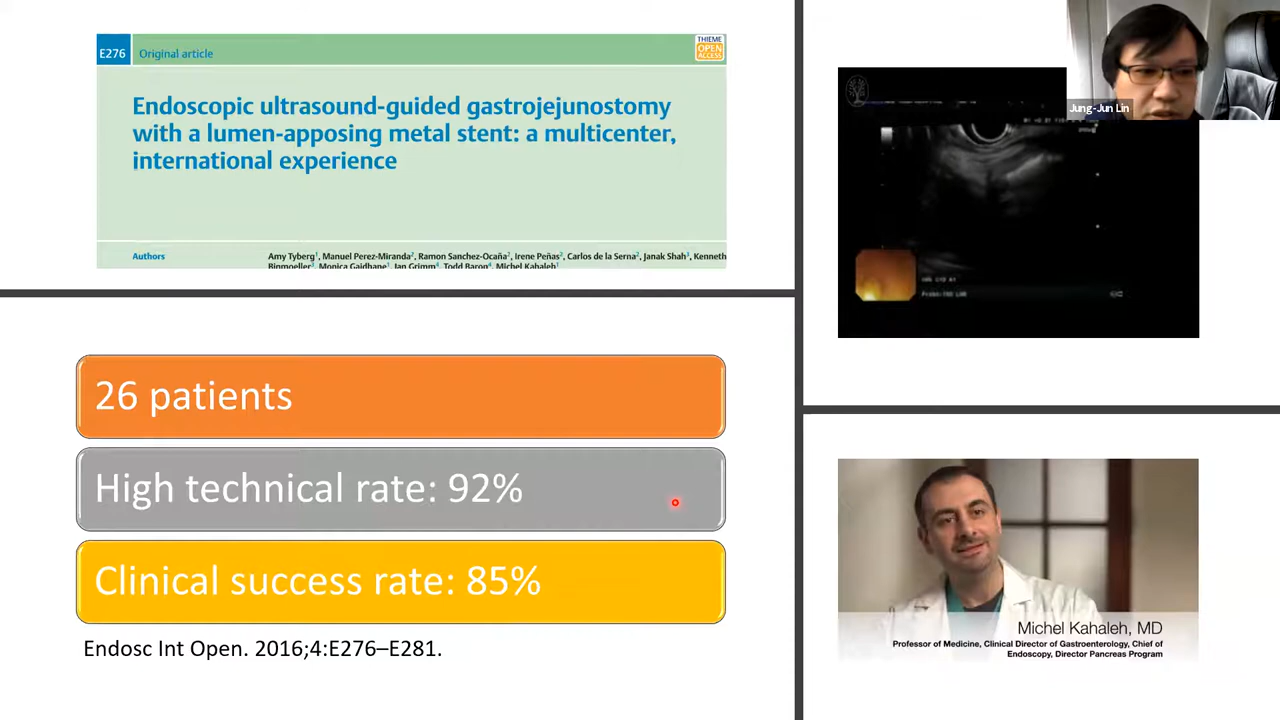 E276
Original article
THIEME
OPEN
ACCESS
Endoscopic ultrasound-guided gastrojejunostomy
with a lumen-apposing metal stent: a multicenter,
international experience
Authors
Amy Tyberg1, Manuel Perez-Miranda2, Ramon Sanchez-Ocaña2, Irene Peñas2, Carlos de la Serna2, Janak Shah3, Kenneth
Binmoeller3, Monica Gaidhane1, Ian Grimm4, Todd Baron4, Michel Kahaleh1
26 patients
High technical rate: 92%
Clinical success rate: 85%
Endosc Int Open. 2016;4:E276–E281.
Jung-Jun Lin
Michel Kahaleh, MD
Professor of Medicine, Clinical Director of Gastroenterology, Chief of
Endoscopy, Director Pancreas Program